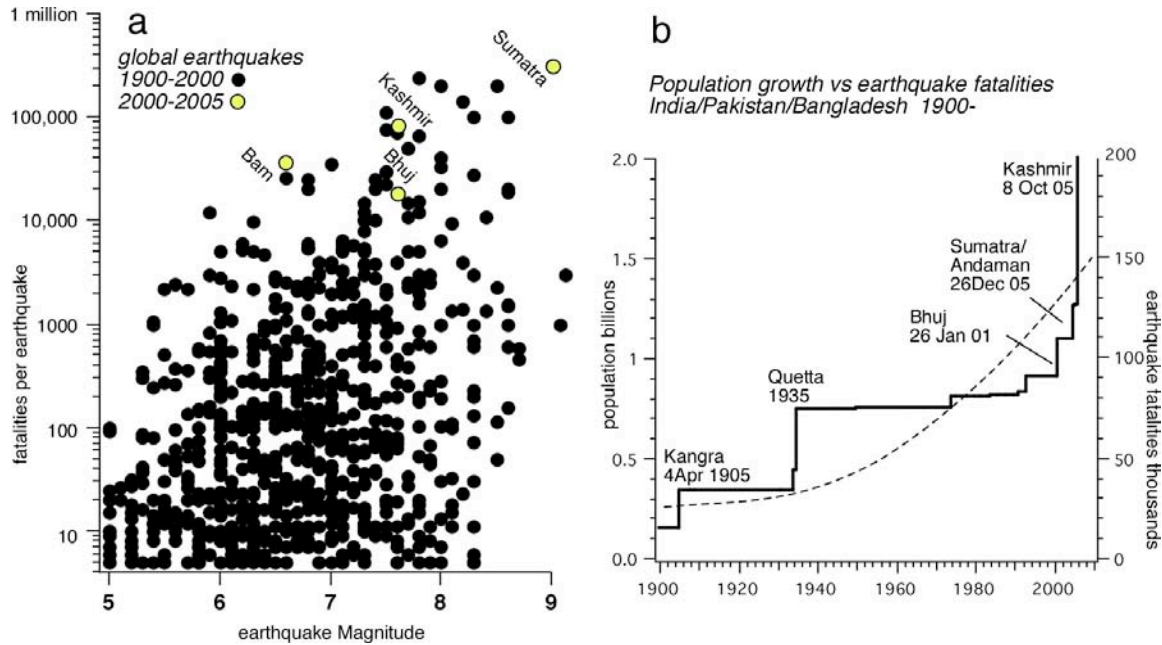 a
global earthquakes
1900-2000
2000-2005
1 million
100,000
10,000
1000
100
10
fatalities per earthquake
Sumatra
Kashmir
Bhuj
Bam
5
6
7
8
9
earthquake Magnitude
b
Population growth vs earthquake fatalities
India/Pakistan/Bangladesh 1900-
2.0
1.5
1
0.5
0.0
population billions
Kashmir
8 Oct 05
Sumatra/
Andaman
26Dec 05
Bhuj
26 Jan 01
Quetta
1935
Kangra
4Apr 1905
200
150
100
50
0
earthquake fatalities thousands
1900
1920
1940
1960
1980
2000